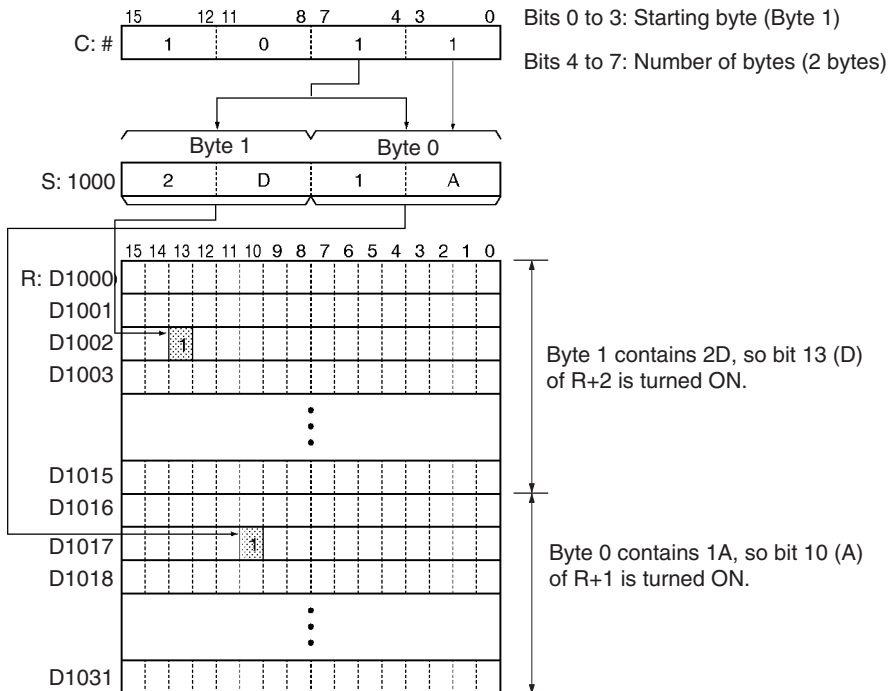 15 12 11 8 7 4 3 0
C: # 1 0 1 1
Bits 0 to 3: Starting byte (Byte 1)
Bits 4 to 7: Number of bytes (2 bytes)
Byte 1 Byte 0
S: 1000 2 D 1 A
15 14 13 12 11 10 9 8 7 6 5 4 3 2 1 0
R: D1000
D1001
D1002 1
D1003
Byte 1 contains 2D, so bit 13 (D)
of R+2 is turned ON.
D1015
D1016
D1017 1
D1018
Byte 0 contains 1A, so bit 10 (A)
of R+1 is turned ON.
D1031